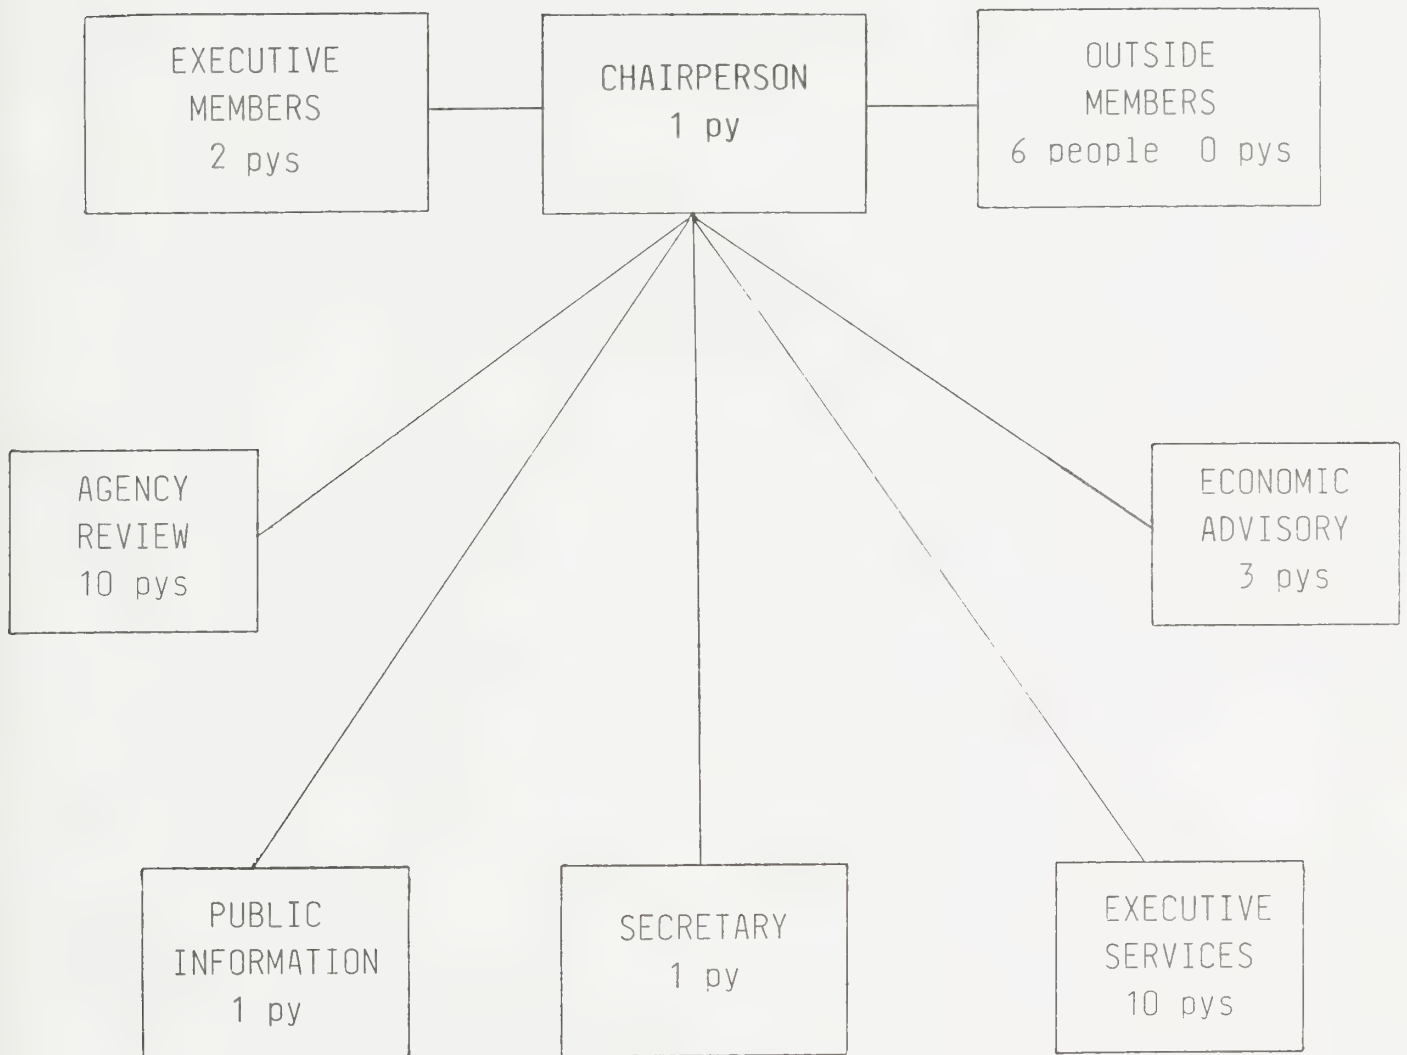 EXECUTIVE
MEMBERS
2 pys
CHAIRPERSON
1 py
OUTSIDE
MEMBERS
6 people 0 pys
AGENCY
REVIEW
10 pys
ECONOMIC
ADVISORY
3 pys
PUBLIC
INFORMATION
1 py
SECRETARY
1 py
EXECUTIVE
SERVICES
10 pys